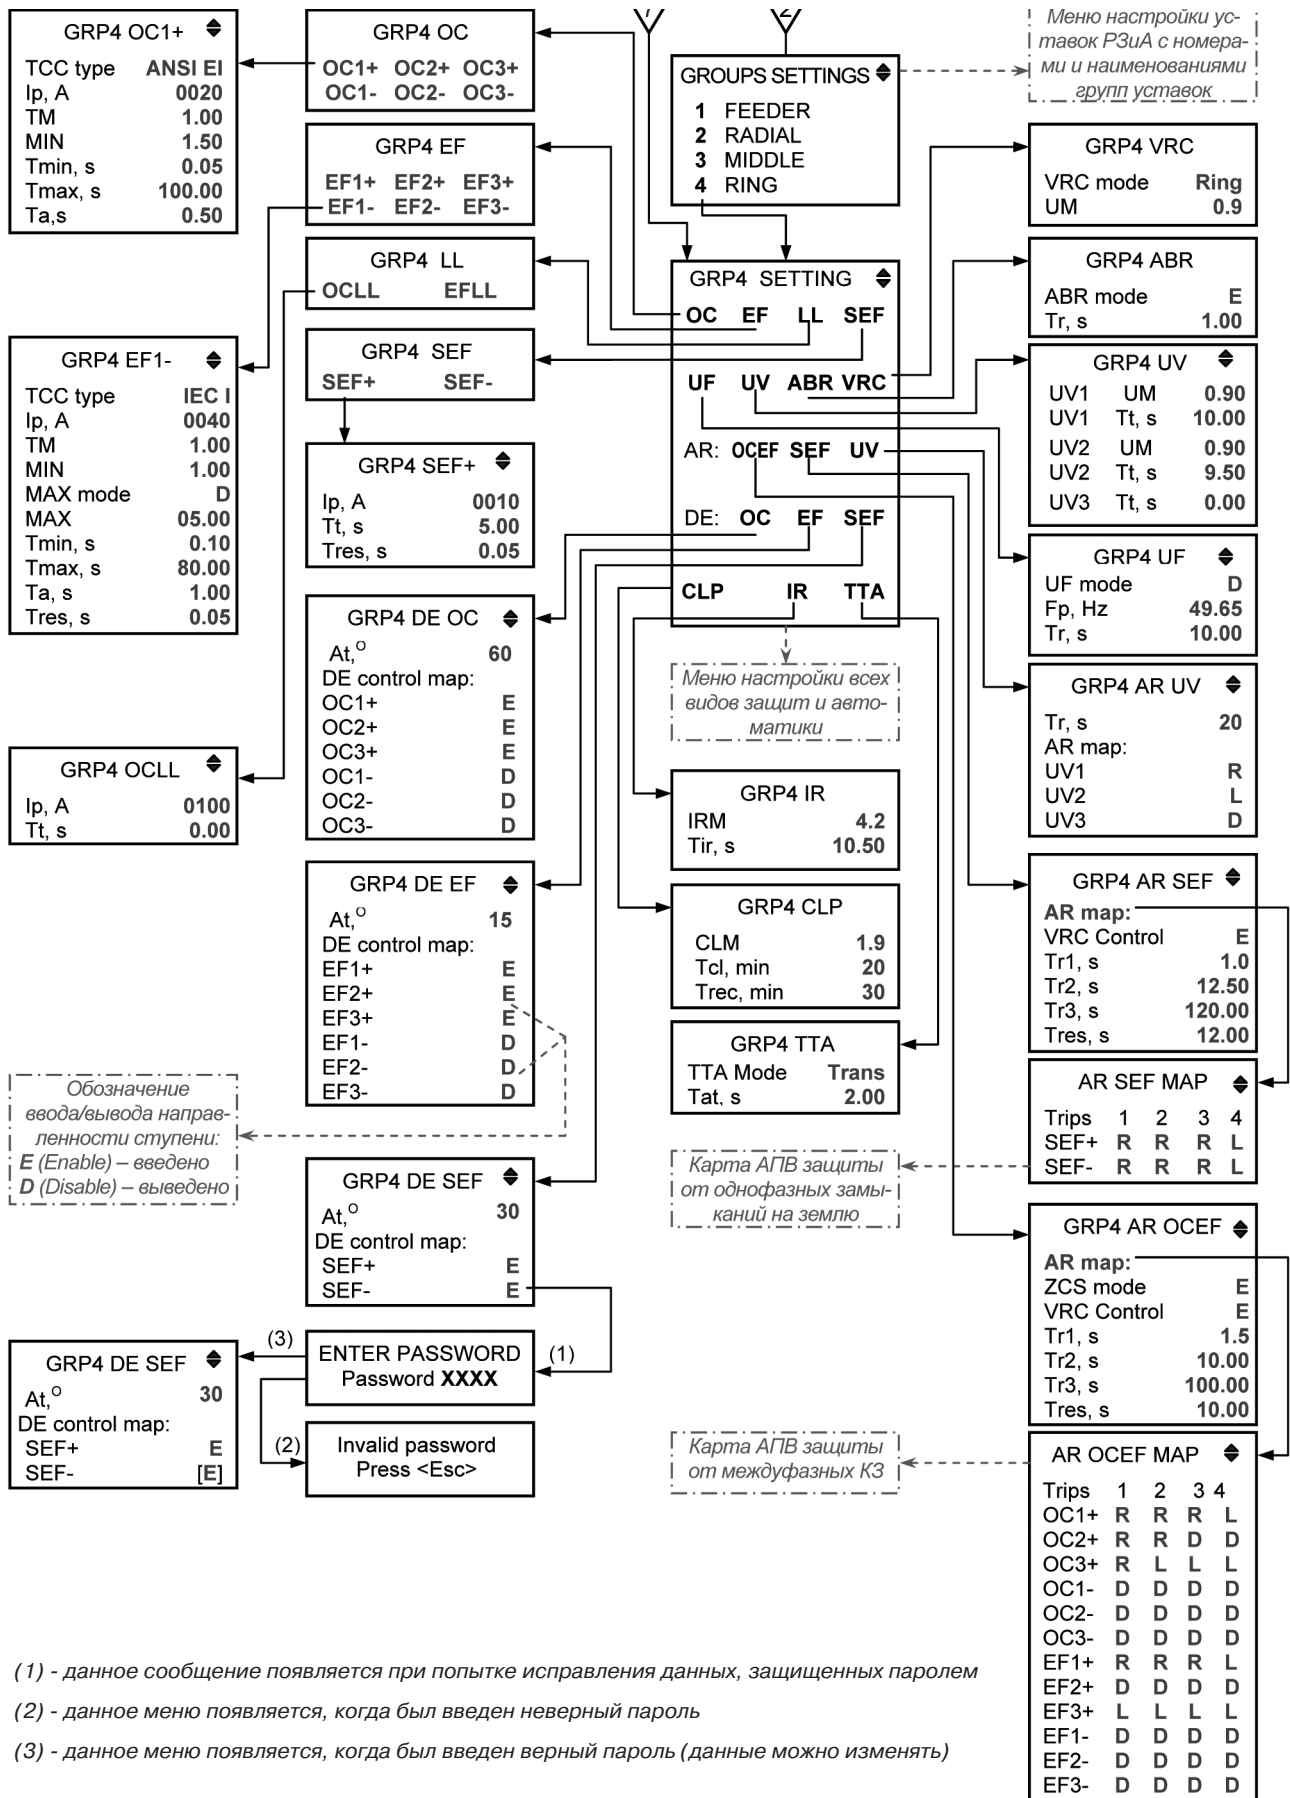 GRP4 OC1+
TCC type ANSI EI
Ip, A 0020
TM 1.00
MIN 1.50
Tmin, s 0.05
Tmax, s 100.00
Ta,s 0.50
GRP4 OC
OC1+ OC2+ OC3+
OC1- OC2- OC3-
GRP4 EF
EF1+ EF2+ EF3+
EF1- EF2- EF3-
GRP4 LL
OCLL EFLL
GRP4 SEF
SEF+ SEF-
GRP4 SEF+
Ip, A 0010
Tt, s 5.00
Tres, s 0.05
GRP4 EF1-
TCC type IEC I
Ip, A 0040
TM 1.00
MIN 1.00
MAX mode D
MAX 05.00
Tmin, s 0.10
Tmax, s 80.00
Ta, s 1.00
Tres, s 0.05
GRP4 OCLL
Ip, A 0100
Tt, s 0.00
GRP4 DE OC
At,° 60
DE control map:
OC1+ E
OC2+ E
OC3+ E
OC1- D
OC2- D
OC3- D
GRP4 DE EF
At,° 15
DE control map:
EF1+ E
EF2+ E
EF3+ E
EF1- D
EF2- D
EF3- D
Обозначение
ввода/вывода направ-
ленности ступени:
E (Enable) – введено
D (Disable) – выведено
GRP4 DE SEF
At,° 30
DE control map:
SEF+ E
SEF- E
(3)
ENTER PASSWORD
Password XXXX
(1)
GRP4 DE SEF
At,° 30
DE control map:
SEF+ E
SEF- [E]
(2)
Invalid password
Press <Esc>
1
2
GROUPS SETTINGS
1 FEEDER
2 RADIAL
3 MIDDLE
4 RING
GRP4 SETTING
OC EF LL SEF
UF UV ABR VRC
AR: OCEF SEF UV
DE: OC EF SEF
CLP IR TTA
Меню настройки всех
видов защит и авто-
матики
GRP4 IR
IRM 4.2
Tir, s 10.50
GRP4 CLP
CLM 1.9
Tcl, min 20
Trec, min 30
GRP4 TTA
TTA Mode Trans
Tat, s 2.00
Карта АПВ защиты
от однофазных замы-
каний на землю
Карта АПВ защиты
от междуфазных КЗ
Меню настройки ус-
тавок РЗиА с номера-
ми и наименованиями
групп уставок
GRP4 VRC
VRC mode Ring
UM 0.9
GRP4 ABR
ABR mode E
Tr, s 1.00
GRP4 UV
UV1 UM 0.90
UV1 Tt, s 10.00
UV2 UM 0.90
UV2 Tt, s 9.50
UV3 Tt, s 0.00
GRP4 UF
UF mode D
Fp, Hz 49.65
Tr, s 10.00
GRP4 AR UV
Tr, s 20
AR map:
UV1 R
UV2 L
UV3 D
GRP4 AR SEF
AR map:
VRC Control E
Tr1, s 1.0
Tr2, s 12.50
Tr3, s 120.00
Tres, s 12.00
AR SEF MAP
Trips 1 2 3 4
SEF+ R R R L
SEF- R R R L
GRP4 AR OCEF
AR map:
ZCS mode E
VRC Control E
Tr1, s 1.5
Tr2, s 10.00
Tr3, s 100.00
Tres, s 10.00
AR OCEF MAP
Trips 1 2 3 4
OC1+ R R R L
OC2+ R R D D
OC3+ R L L L
OC1- D D D D
OC2- D D D D
OC3- D D D D
EF1+ R R R L
EF2+ D D D D
EF3+ L L L L
EF1- D D D D
EF2- D D D D
EF3- D D D D
(1) - данное сообщение появляется при попытке исправления данных, защищенных паролем
(2) - данное меню появляется, когда был введен неверный пароль
(3) - данное меню появляется, когда был введен верный пароль (данные можно изменять)